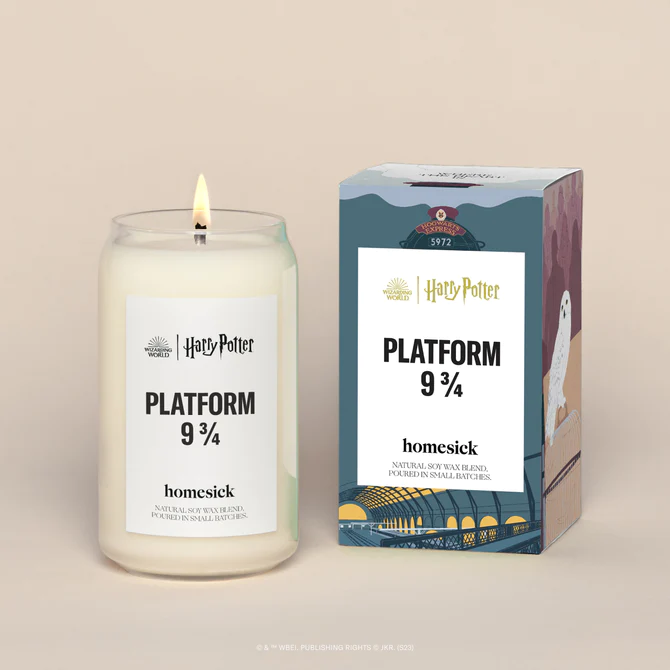 WIZARDING
WORLD
Harry Potter
PLATFORM
9 ¾
homesick
NATURAL SOY WAX BLEND,
POURED IN SMALL BATCHES.
HOGWARTS
EXPRESS
5972
WIZARDING
WORLD
Harry Potter
PLATFORM
9 ¾
homesick
NATURAL SOY WAX BLEND,
POURED IN SMALL BATCHES.
© & ™ WBEI. PUBLISHING RIGHTS © JKR. (S23)